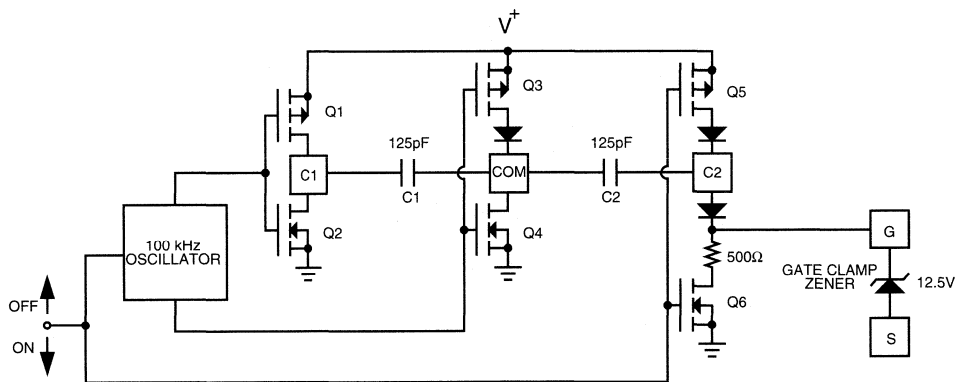 V+
Q1
Q3
Q5
C1
125pF
C1
COM
125pF
C2
C2
Q2
Q4
100 kHz
OSCILLATOR
500Ω
Q6
G
GATE CLAMP
ZENER
12.5V
S
OFF
ON